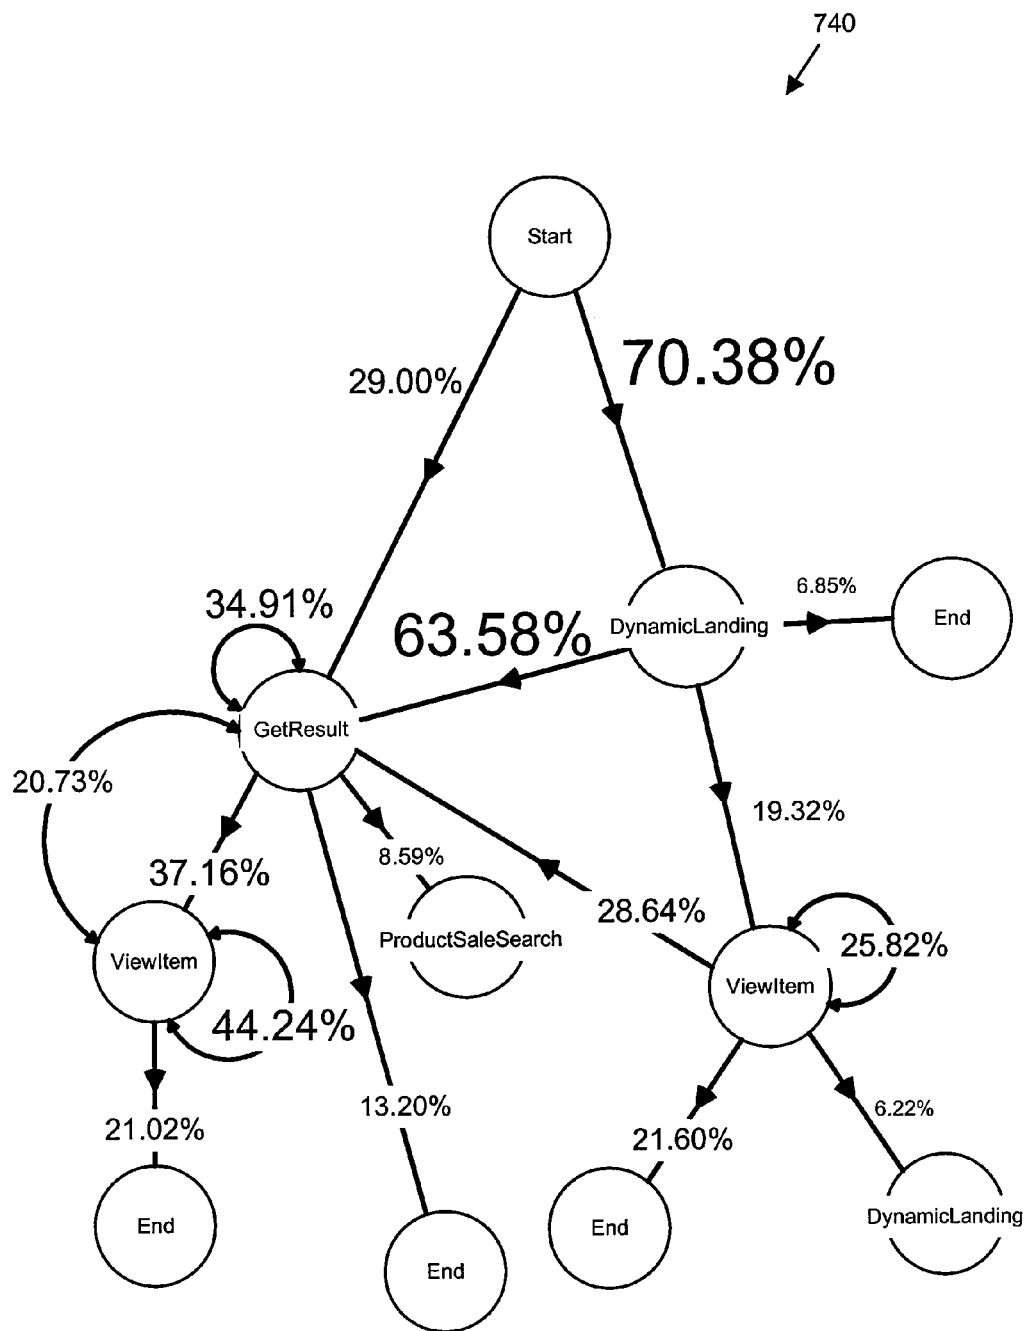 740
Start
70.38%
29.00%
6.85%
34.91%
63.58%
DynamicLanding
End
GetResult
20.73%
19.32%
8.59%
37.16%
28.64%
ProductSaleSearch
25.82%
ViewItem
ViewItem
44.24%
13.20%
6.22%
21.02%
21.60%
DynamicLanding
End
End
End